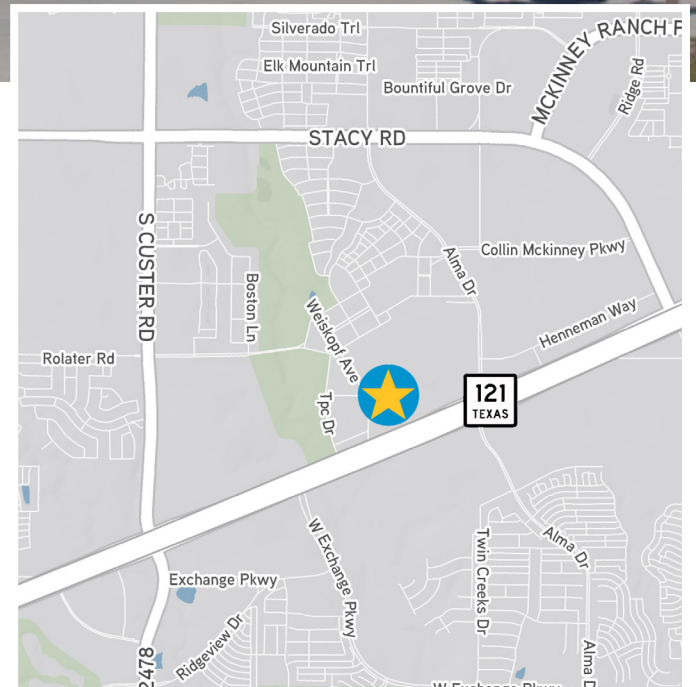 Silverado Trl
Elk Mountain Trl
Bountiful Grove Dr
MCKINNEY RANCH P
Ridge Rd
STACY RD
S CUSTER RD
Alma Dr
Collin Mckinney Pkwy
Boston Ln
Weiskopf Ave
Henneman Way
Rolater Rd
Tpc Dr
121
TEXAS
W Exchange Pkwy
Twin Creeks Dr
Alma Dr
Exchange Pkwy
Ridgeview Dr
2478
Alma D
W Exchange Pkwy